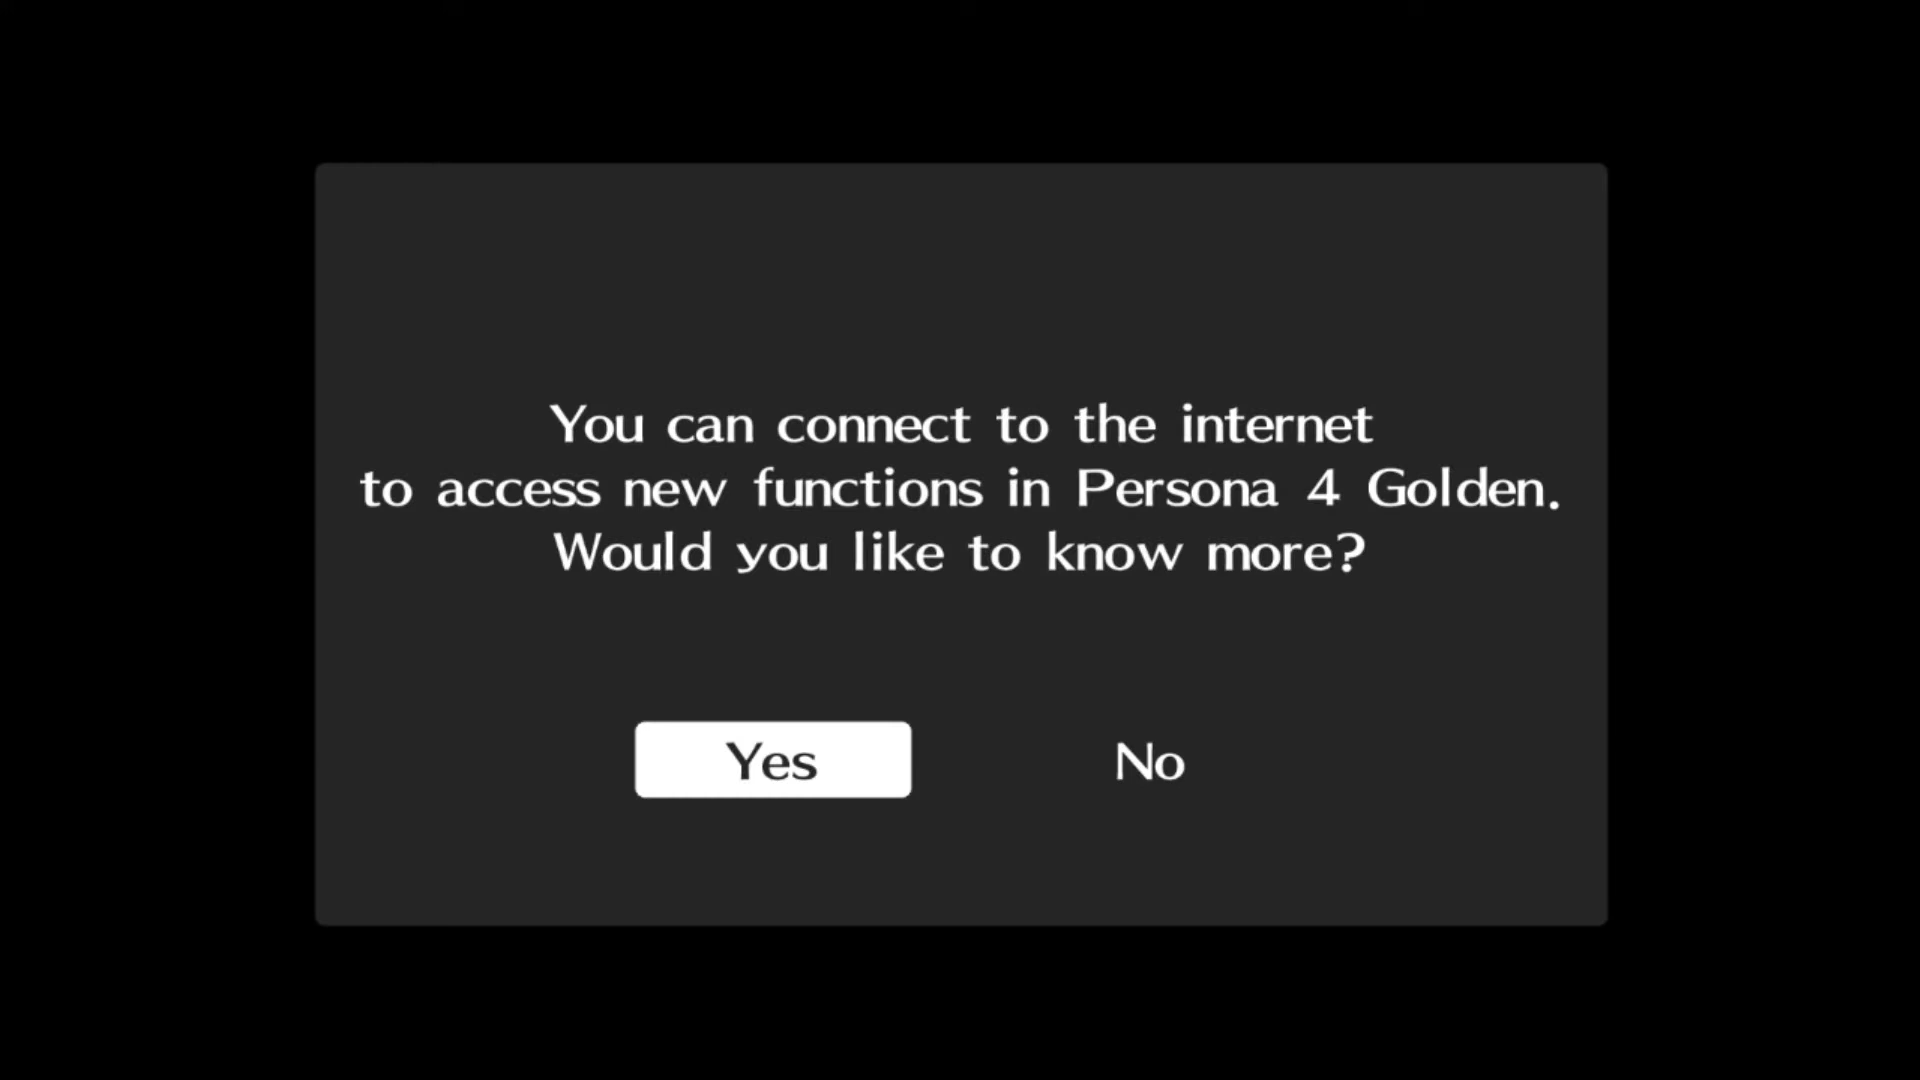 You can connect to the internet
to access new functions in Persona 4 Golden.
Would you like to know more?
Yes
No